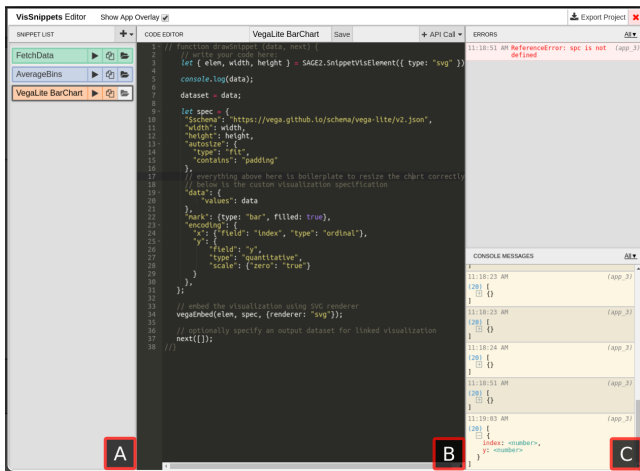 VisSnippets Editor Show App Overlay Export Project
SNIPPET LIST
FetchData
AverageBins
VegaLite BarChart
A
CODE EDITOR VegaLite BarChart Save + API Call
1 // function drawSnippet (data, next) {
2 // write your code here:
3 let { elem, width, height } = SAGE2.SnippetVisElement({ type: "svg" })
4
5 console.log(data);
6
7 dataset = data;
8
9 let spec = {
10 "$schema": "https://vega.github.io/schema/vega-lite/v2.json",
11 "width": width,
12 "height": height,
13 "autosize": {
14 "type": "fit",
15 "contains": "padding"
16 },
17 // everything above here is boilerplate to resize the chart correctly
18 // below is the custom visualization specification
19 "data": {
20 "values": data
21 },
22 "mark": {type: "bar", filled: true},
23 "encoding": {
24 "x": {"field": "index", "type": "ordinal"},
25 "y": {
26 "field": "y",
27 "type": "quantitative",
28 "scale": {"zero": "true"}
29 }
30 },
31 };
32
33 // embed the visualization using SVG renderer
34 vegaEmbed(elem, spec, {renderer: "svg"});
35
36 // optionally specify an output dataset for linked visualization
37 next([]);
38 //}
B
ERRORS All
11:18:51 AM ReferenceError: spc is not (app_3)
defined
CONSOLE MESSAGES All
]
11:18:23 AM (app_3)
(20) [
{}
]
11:18:23 AM (app_3)
(20) [
{}
]
11:18:24 AM (app_3)
(20) [
{}
]
11:18:51 AM (app_3)
(20) [
{}
]
11:19:03 AM (app_3)
(20) [
{
index: <number>,
y: <number>
}
]
C